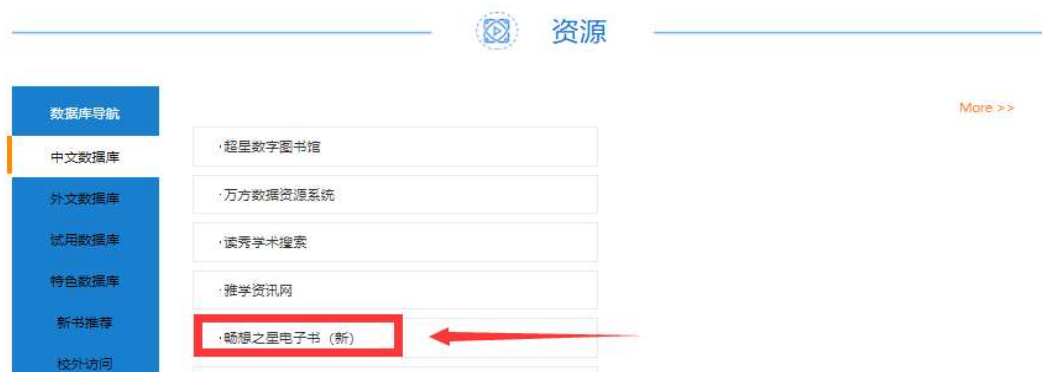 资源
数据库导航
More >>
中文数据库
·超星数字图书馆
外文数据库
·万方数据资源系统
试用数据库
·读秀学术搜索
特色数据库
·雅学资讯网
新书推荐
·畅想之星电子书（新）
校外访问